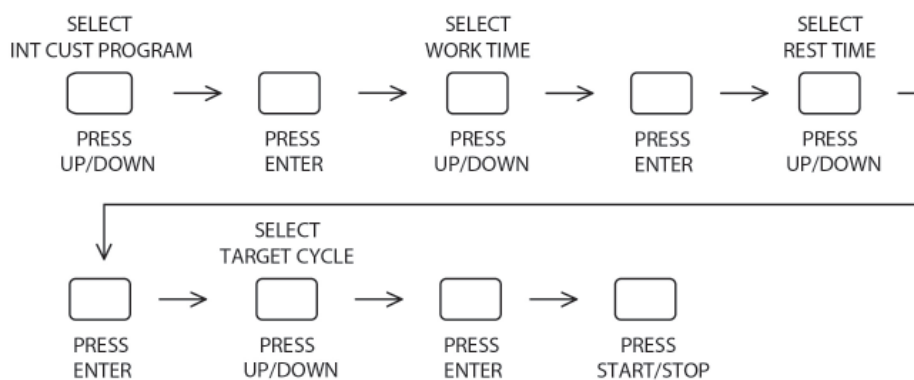 SELECT
INT CUST PROGRAM
SELECT
WORK TIME
SELECT
REST TIME
PRESS
UP/DOWN
PRESS
ENTER
PRESS
UP/DOWN
PRESS
ENTER
PRESS
UP/DOWN
SELECT
TARGET CYCLE
PRESS
ENTER
PRESS
UP/DOWN
PRESS
ENTER
PRESS
START/STOP